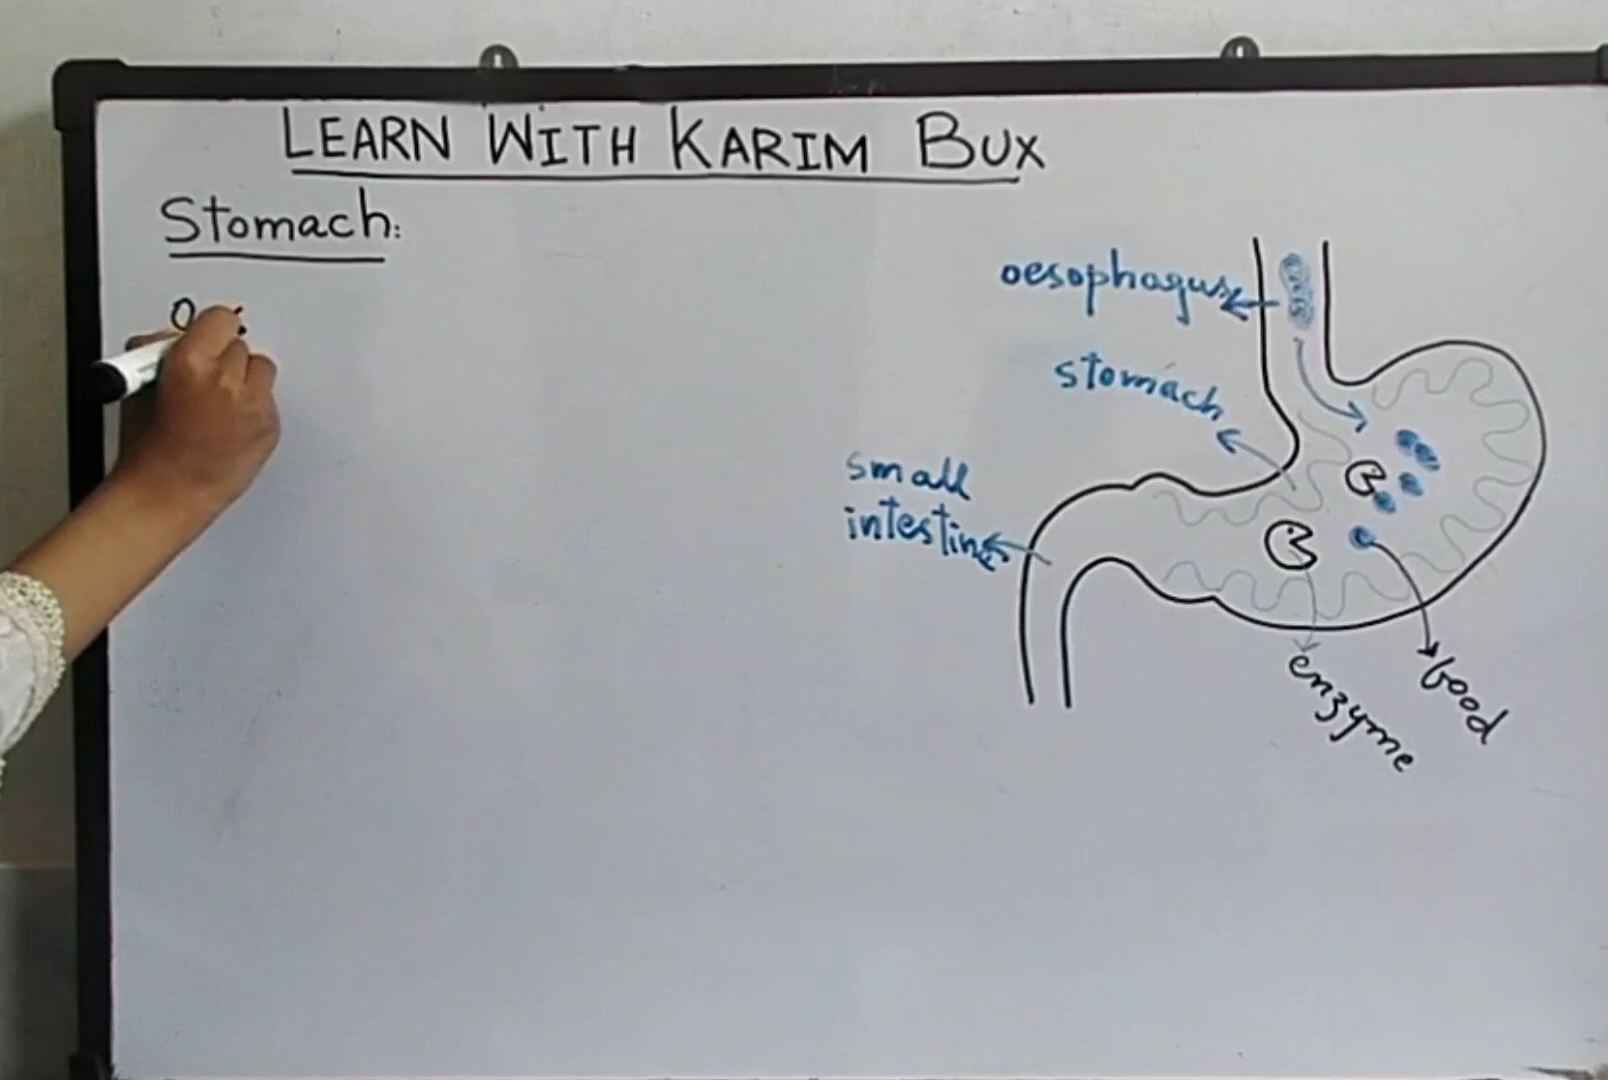 LEARN WITH KARIM BUX
Stomach:
oesophagus
stomach
small
intestine
enzyme
food